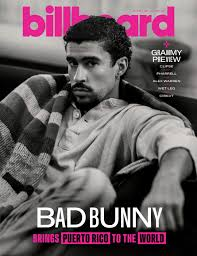 billboard
GRAMMY
PREVIEW
CLIPSE
PHARRELL
ALEX WARREN
WET LEG
BAD BUNNY
BRINGS PUERTO RICO TO THE WORLD